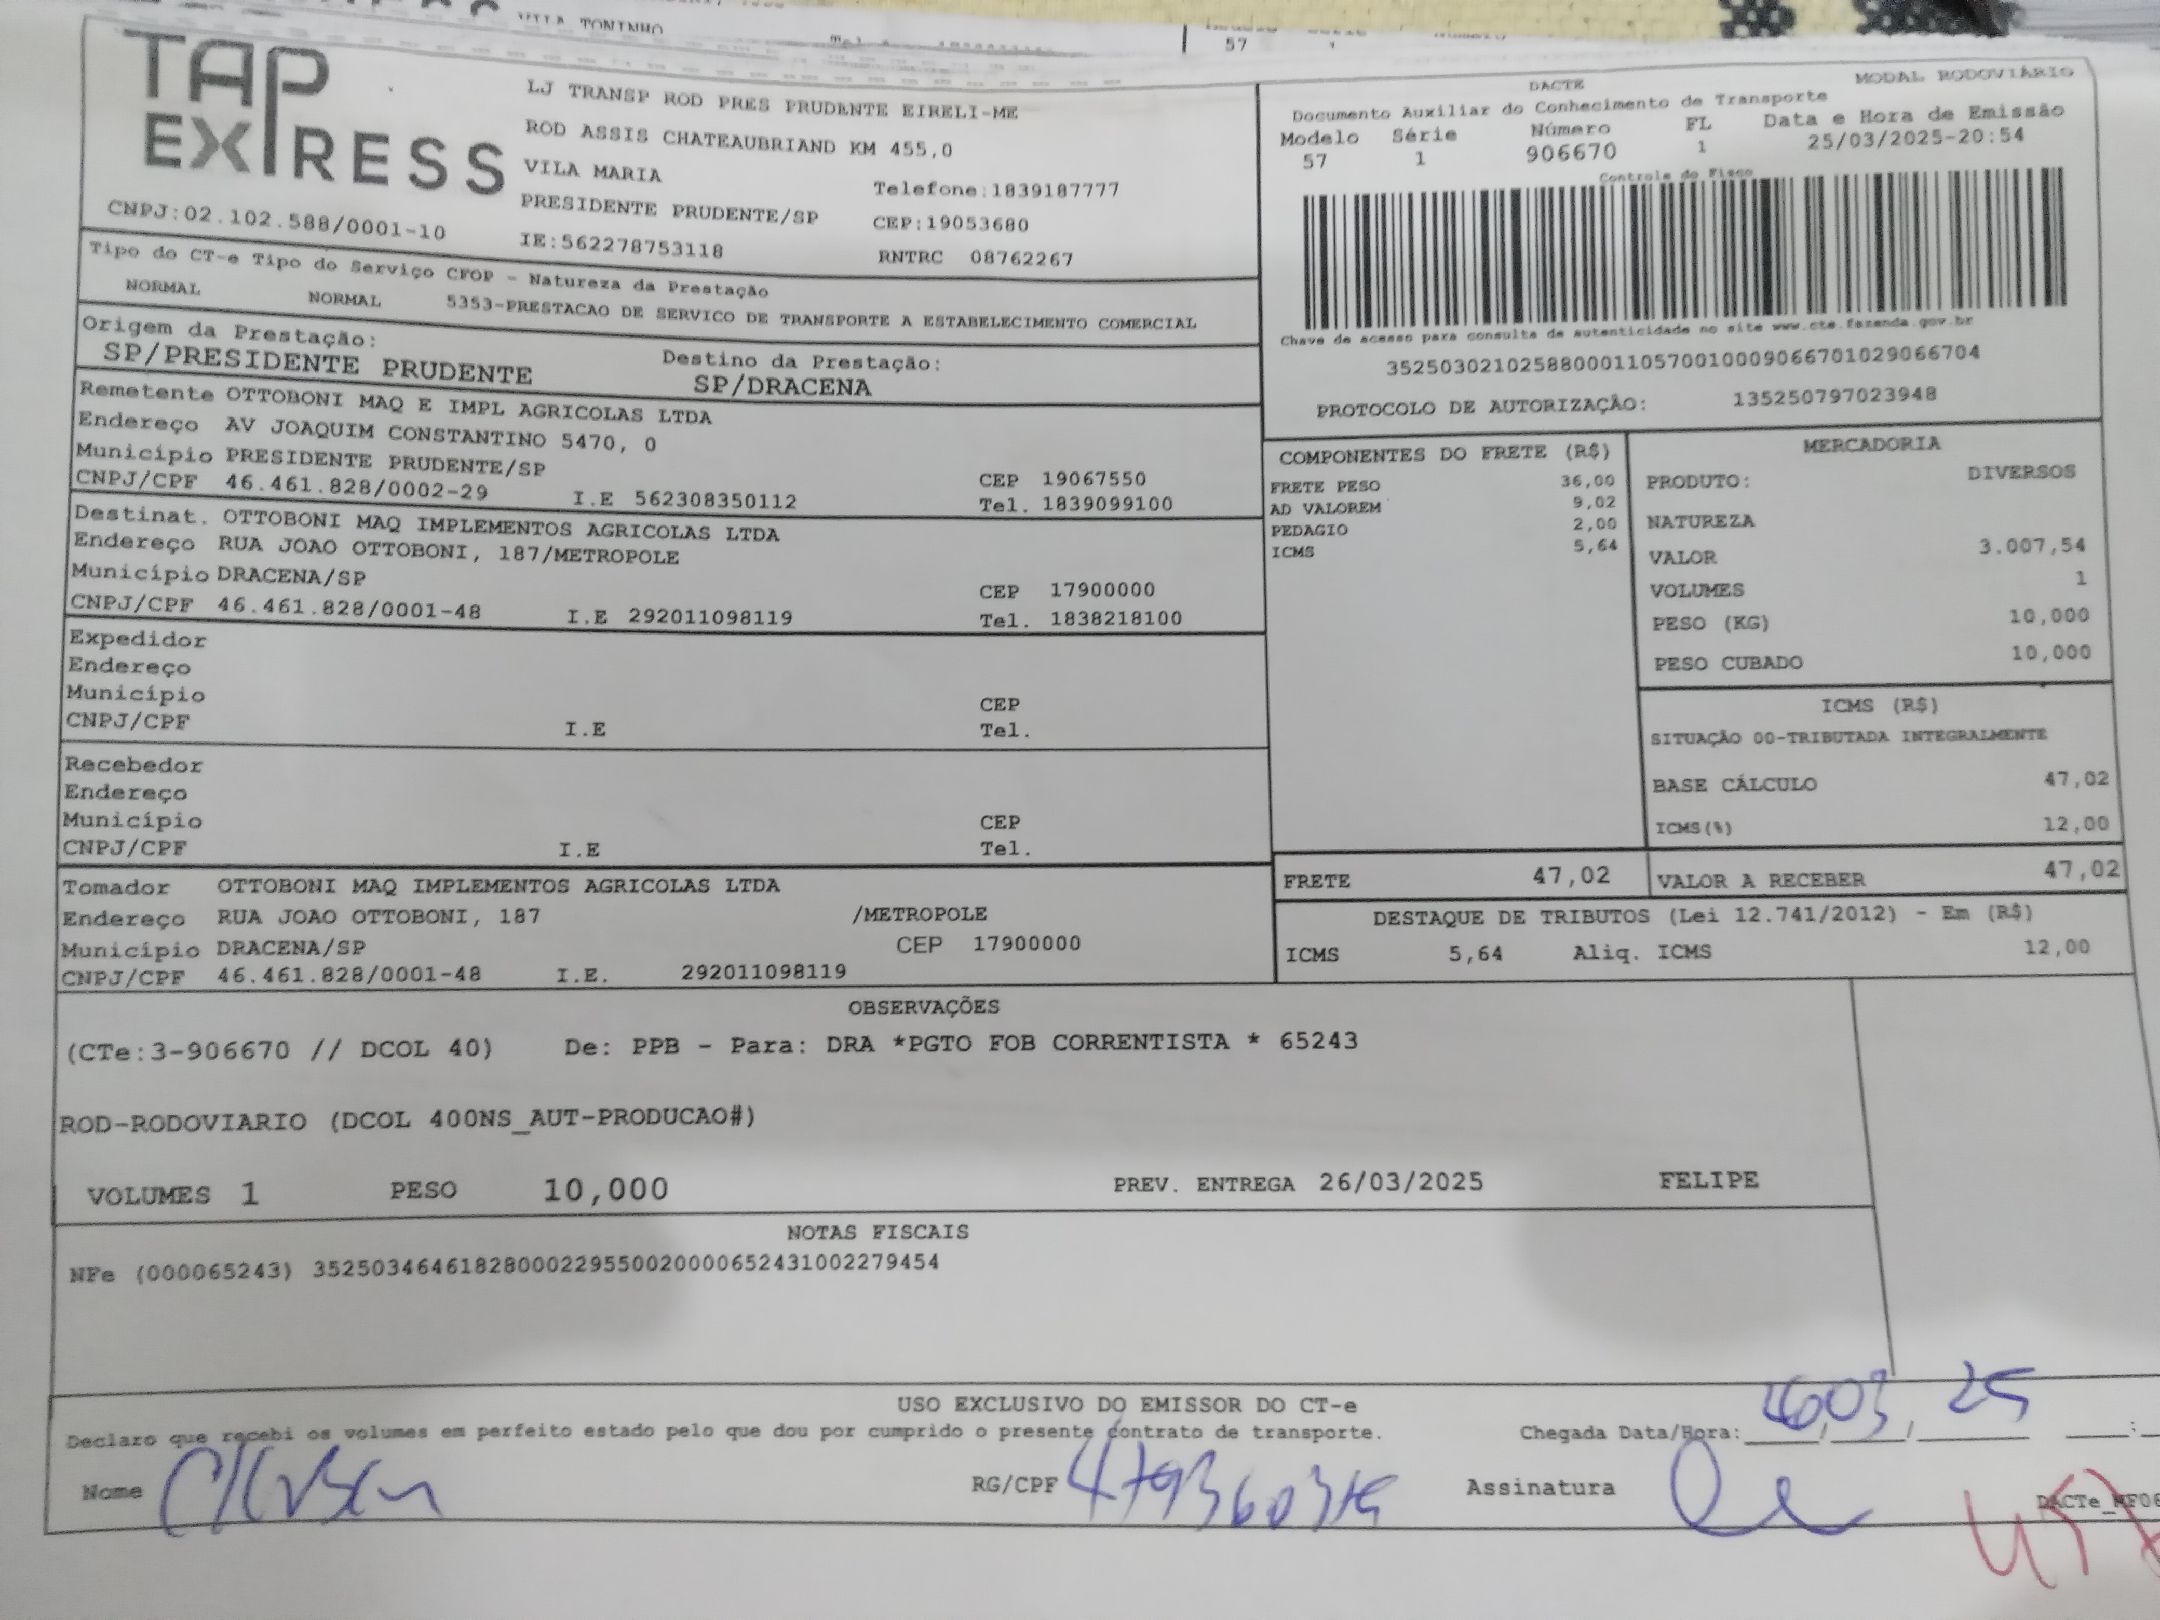 VILA TONINHO
57
TAP
EXPRESS
CNPJ:02.102.588/0001-10
LJ TRANSP ROD PRES PRUDENTE EIRELI-ME
ROD ASSIS CHATEAUBRIAND KM 455,0
VILA MARIA
Telefone:1839187777
PRESIDENTE PRUDENTE/SP CEP:19053680
IE:562278753118 RNTRC 08762267
DACTE MODAL RODOVIÁRIO
Documento Auxiliar do Conhecimento de Transporte
Modelo Série Número FL Data e Hora de Emissão
57 1 906670 1 25/03/2025-20:54
Controle do Fisco
Chave de acesso para consulta de autenticidade no site www.cte.fazenda.gov.br
35250302102588000110570010009066701029066704
PROTOCOLO DE AUTORIZAÇÃO: 135250797023948
Tipo do CT-e Tipo do Serviço CFOP - Natureza da Prestação
NORMAL NORMAL 5353-PRESTACAO DE SERVICO DE TRANSPORTE A ESTABELECIMENTO COMERCIAL
Origem da Prestação: Destino da Prestação:
SP/PRESIDENTE PRUDENTE SP/DRACENA
Remetente OTTOBONI MAQ E IMPL AGRICOLAS LTDA
Endereço AV JOAQUIM CONSTANTINO 5470, 0
Município PRESIDENTE PRUDENTE/SP CEP 19067550
CNPJ/CPF 46.461.828/0002-29 I.E 562308350112 Tel. 1839099100
Destinat. OTTOBONI MAQ IMPLEMENTOS AGRICOLAS LTDA
Endereço RUA JOAO OTTOBONI, 187/METROPOLE
Município DRACENA/SP CEP 17900000
CNPJ/CPF 46.461.828/0001-48 I.E 292011098119 Tel. 1838218100
Expedidor
Endereço
Município CEP
CNPJ/CPF I.E Tel.
Recebedor
Endereço
Município CEP
CNPJ/CPF I.E Tel.
Tomador OTTOBONI MAQ IMPLEMENTOS AGRICOLAS LTDA
Endereço RUA JOAO OTTOBONI, 187 /METROPOLE
Município DRACENA/SP CEP 17900000
CNPJ/CPF 46.461.828/0001-48 I.E. 292011098119
COMPONENTES DO FRETE (R$)
FRETE PESO 36,00
AD VALOREM 9,02
PEDAGIO 2,00
ICMS 5,64
MERCADORIA
PRODUTO: DIVERSOS
NATUREZA
VALOR 3.007,54
VOLUMES 1
PESO (KG) 10,000
PESO CUBADO 10,000
ICMS (R$)
SITUAÇÃO 00-TRIBUTADA INTEGRALMENTE
BASE CÁLCULO 47,02
ICMS(%) 12,00
FRETE 47,02 VALOR A RECEBER 47,02
DESTAQUE DE TRIBUTOS (Lei 12.741/2012) - Em (R$)
ICMS 5,64 Aliq. ICMS 12,00
OBSERVAÇÕES
(CTe:3-906670 // DCOL 40) De: PPB - Para: DRA *PGTO FOB CORRENTISTA * 65243
ROD-RODOVIARIO (DCOL 400NS_AUT-PRODUCAO#)
VOLUMES 1 PESO 10,000 PREV. ENTREGA 26/03/2025 FELIPE
NOTAS FISCAIS
NFe (000065243) 35250346461828000229550020000652431002279454
USO EXCLUSIVO DO EMISSOR DO CT-e
Declaro que recebi os volumes em perfeito estado pelo que dou por cumprido o presente contrato de transporte. Chegada Data/Hora: 26/03/25
Nome RG/CPF Assinatura